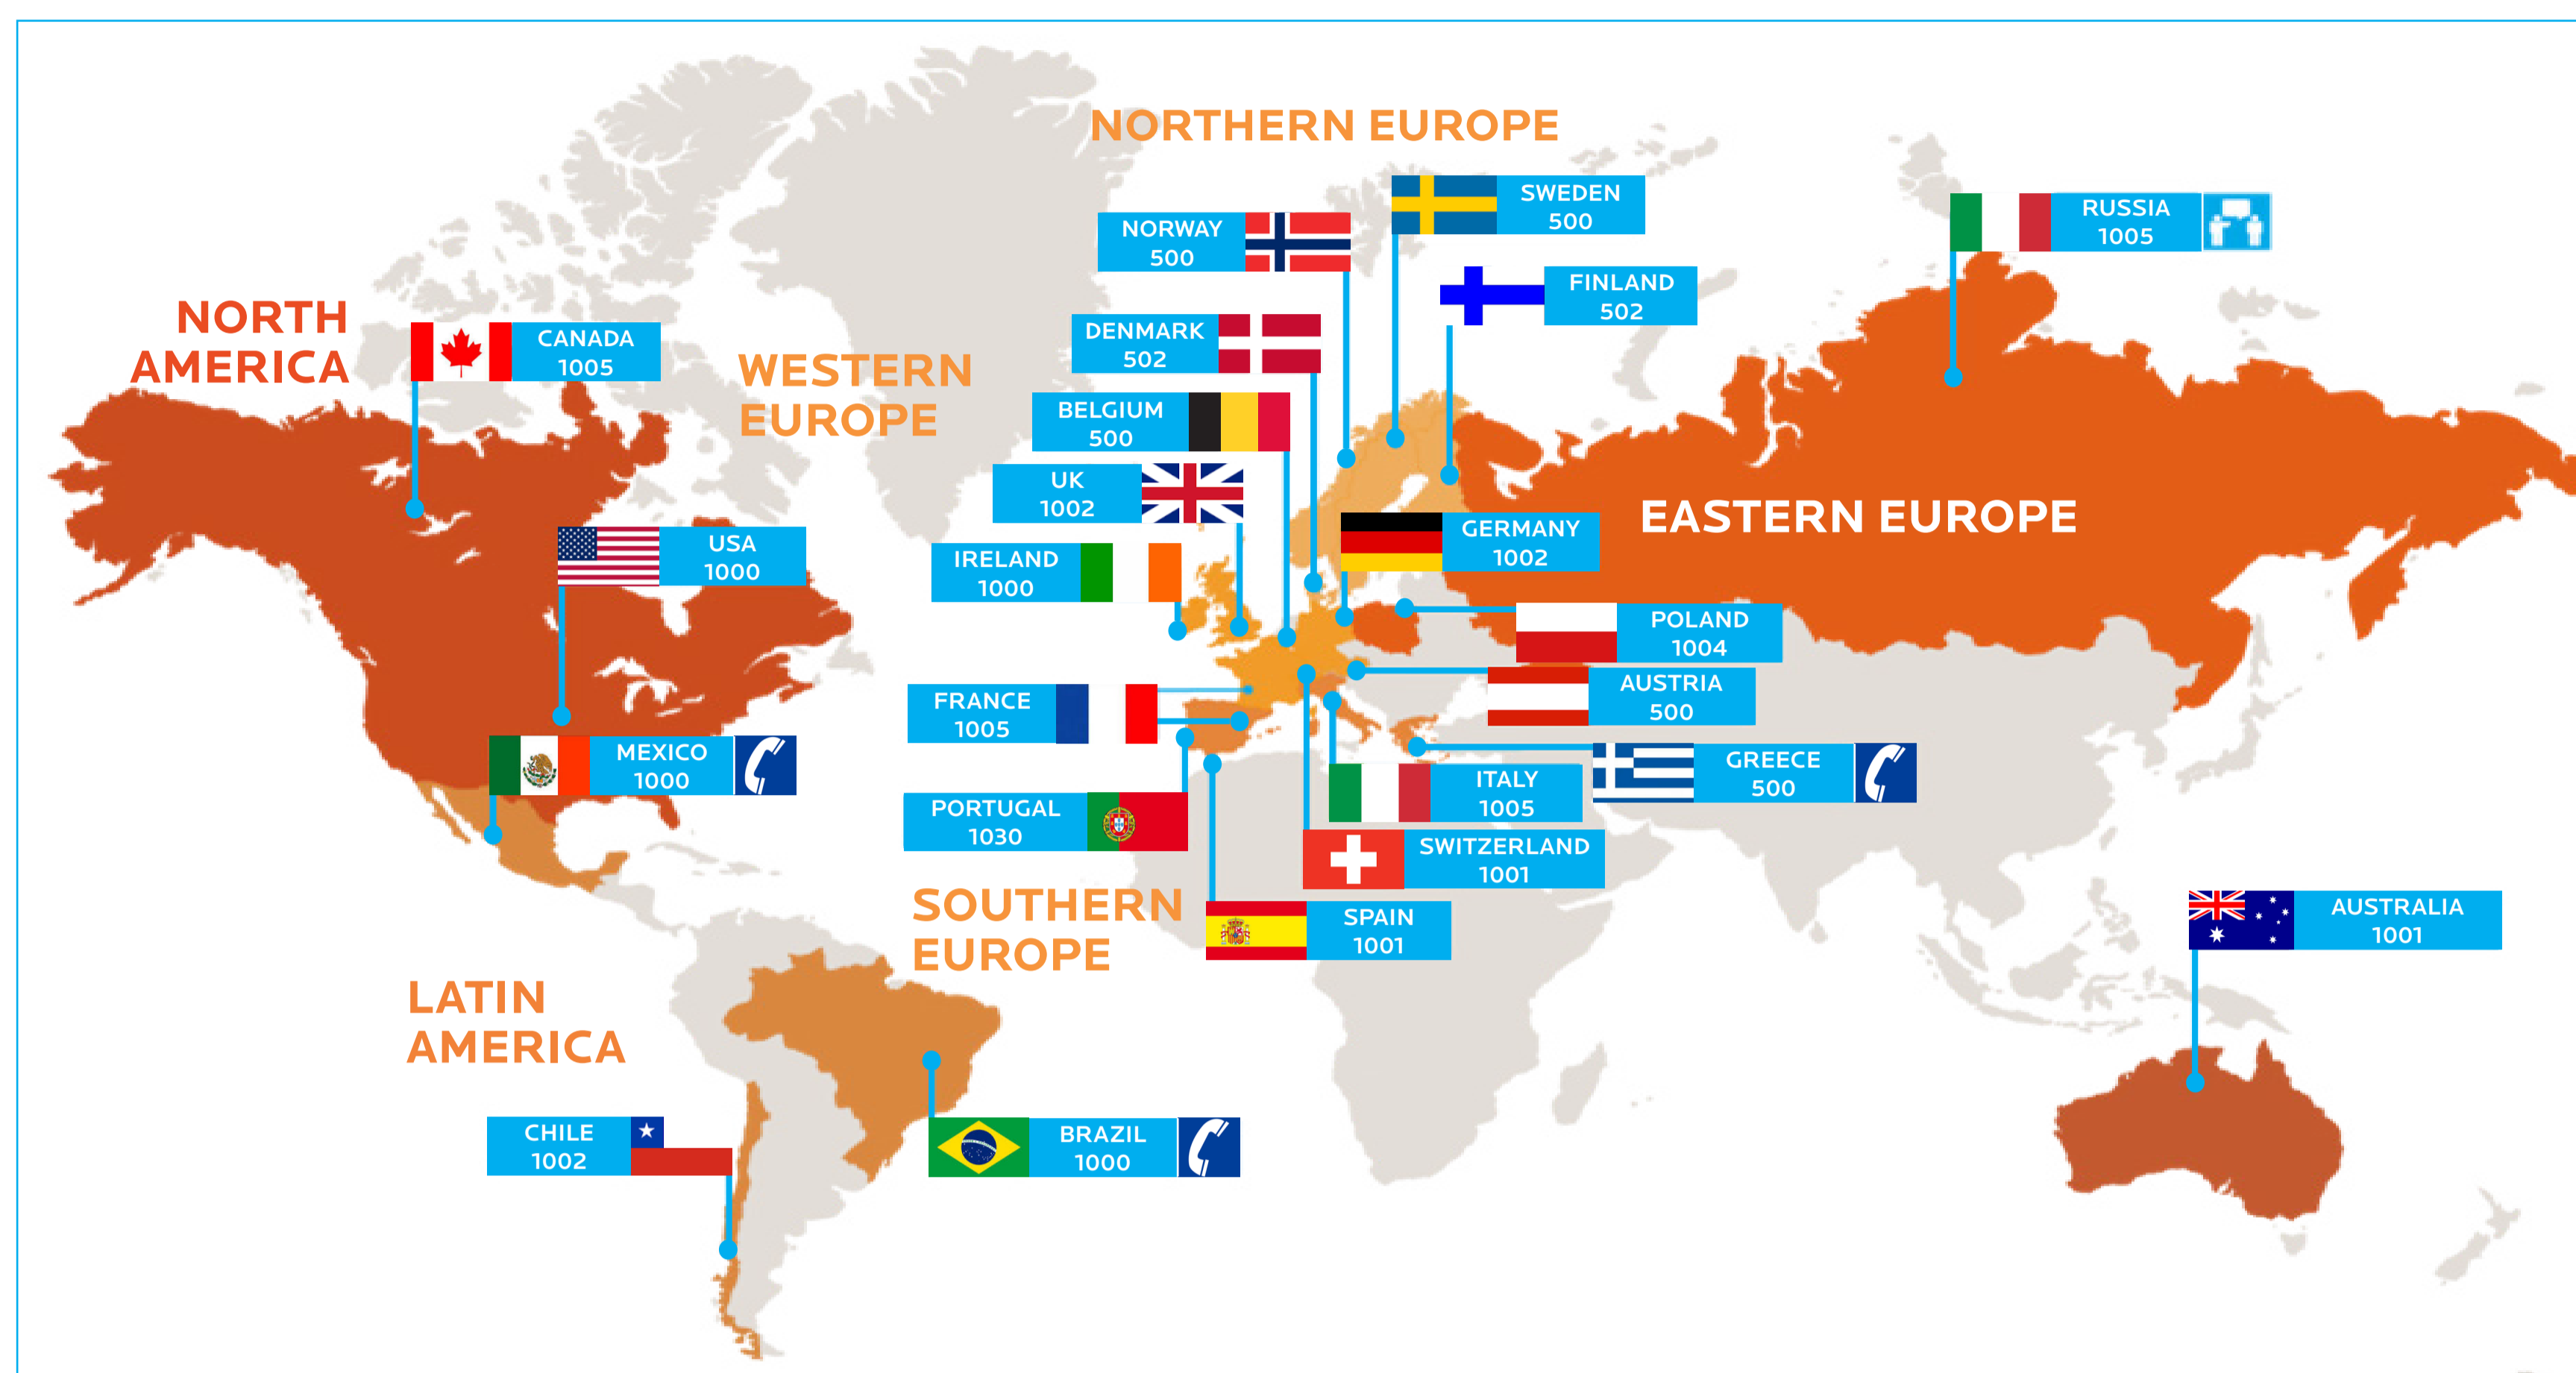 NORTHERN EUROPE
SWEDEN
500
RUSSIA
1005
NORWAY
500
FINLAND
502
NORTH
AMERICA
CANADA
1005
DENMARK
502
WESTERN
EUROPE
BELGIUM
500
UK
1002
EASTERN EUROPE
GERMANY
1002
USA
1000
IRELAND
1000
POLAND
1004
FRANCE
1005
AUSTRIA
500
MEXICO
1000
GREECE
500
ITALY
1005
PORTUGAL
1030
SWITZERLAND
1001
SOUTHERN
EUROPE
SPAIN
1001
AUSTRALIA
1001
LATIN
AMERICA
CHILE
1002
BRAZIL
1000